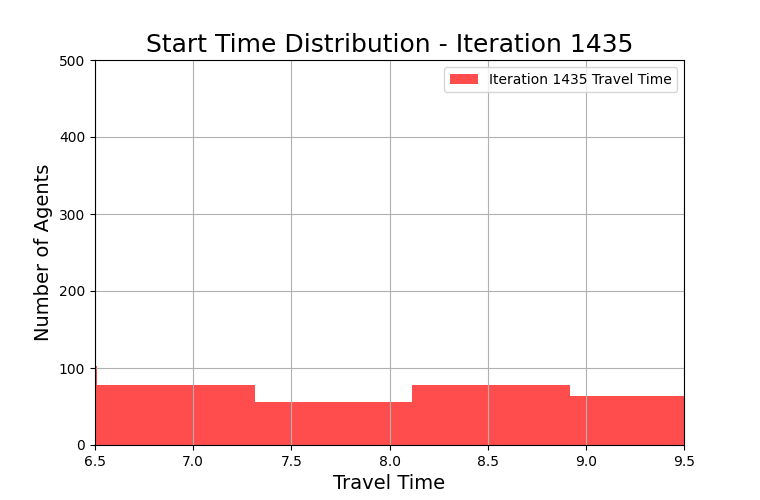 Start Time Distribution - Iteration 1435
Iteration 1435 Travel Time
Number of Agents
500
400
300
200
100
0
6.5 7.0 7.5 8.0 8.5 9.0 9.5
Travel Time